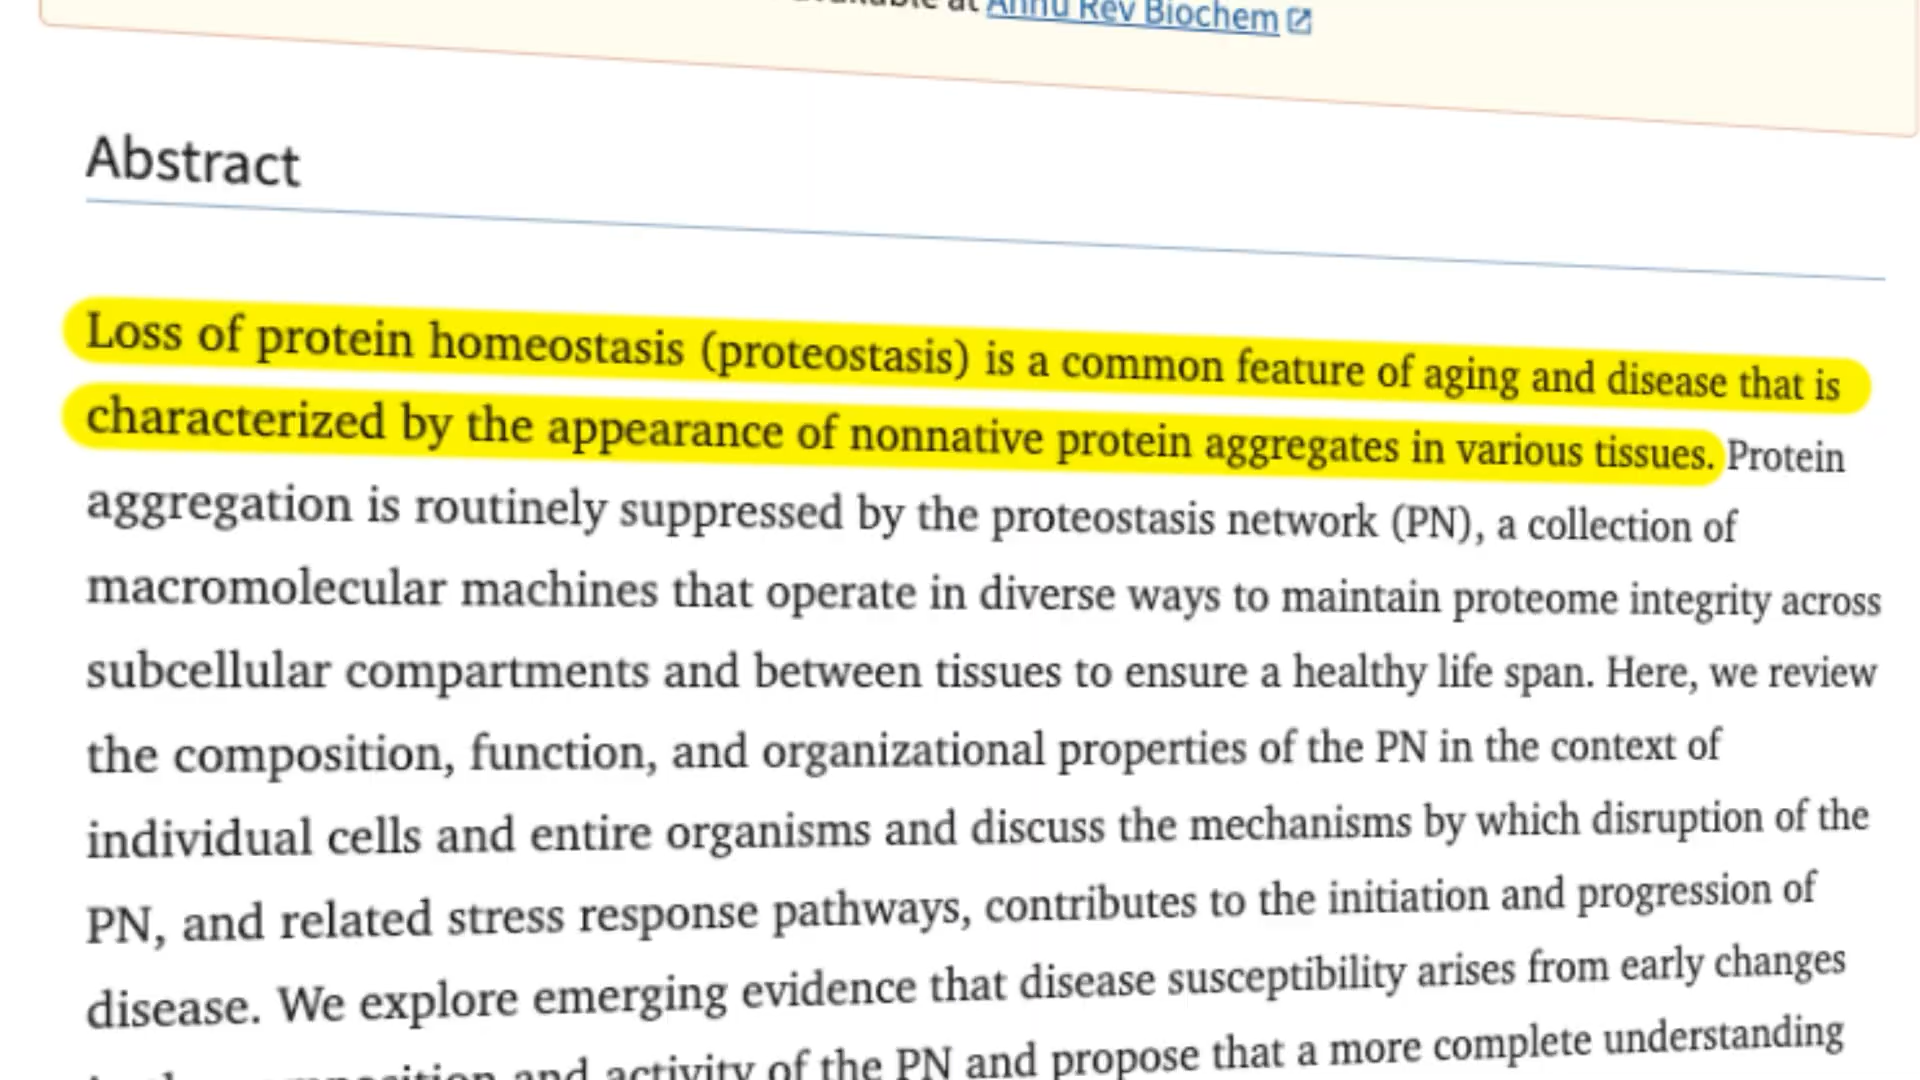 at Annu Rev Biochem
Abstract
Loss of protein homeostasis (proteostasis) is a common feature of aging and disease that is
characterized by the appearance of nonnative protein aggregates in various tissues. Protein
aggregation is routinely suppressed by the proteostasis network (PN), a collection of
macromolecular machines that operate in diverse ways to maintain proteome integrity across
subcellular compartments and between tissues to ensure a healthy life span. Here, we review
the composition, function, and organizational properties of the PN in the context of
individual cells and entire organisms and discuss the mechanisms by which disruption of the
PN, and related stress response pathways, contributes to the initiation and progression of
disease. We explore emerging evidence that disease susceptibility arises from early changes
and activity of the PN and propose that a more complete understanding